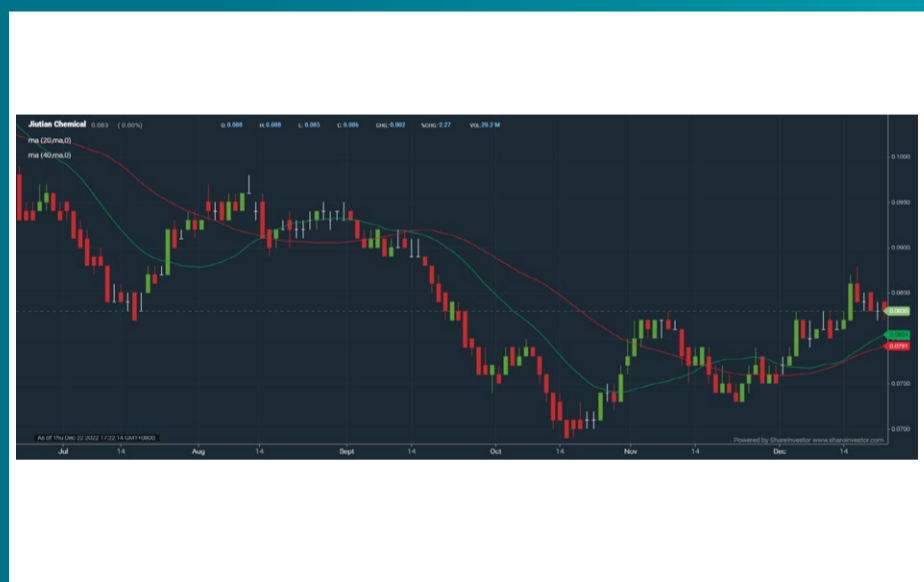 Jiutian Chemical 0.083 (0.00%) O: 0.088 H: 0.088 L: 0.085 C: 0.086 CHG:-0.002 %CHG:-2.27 VOL:20.2 M
ma (20,ma,0)
ma (40,ma,0)
0.1000
0.0950
0.0900
0.0850
0.0830
0.0791
0.0750
0.0700
As of Thu Dec 22 2022 17:22:14 GMT+0800
Powered by ShareInvestor www.shareinvestor.com
Jul 14 Aug 14 Sept 14 Oct 14 Nov 14 Dec 14